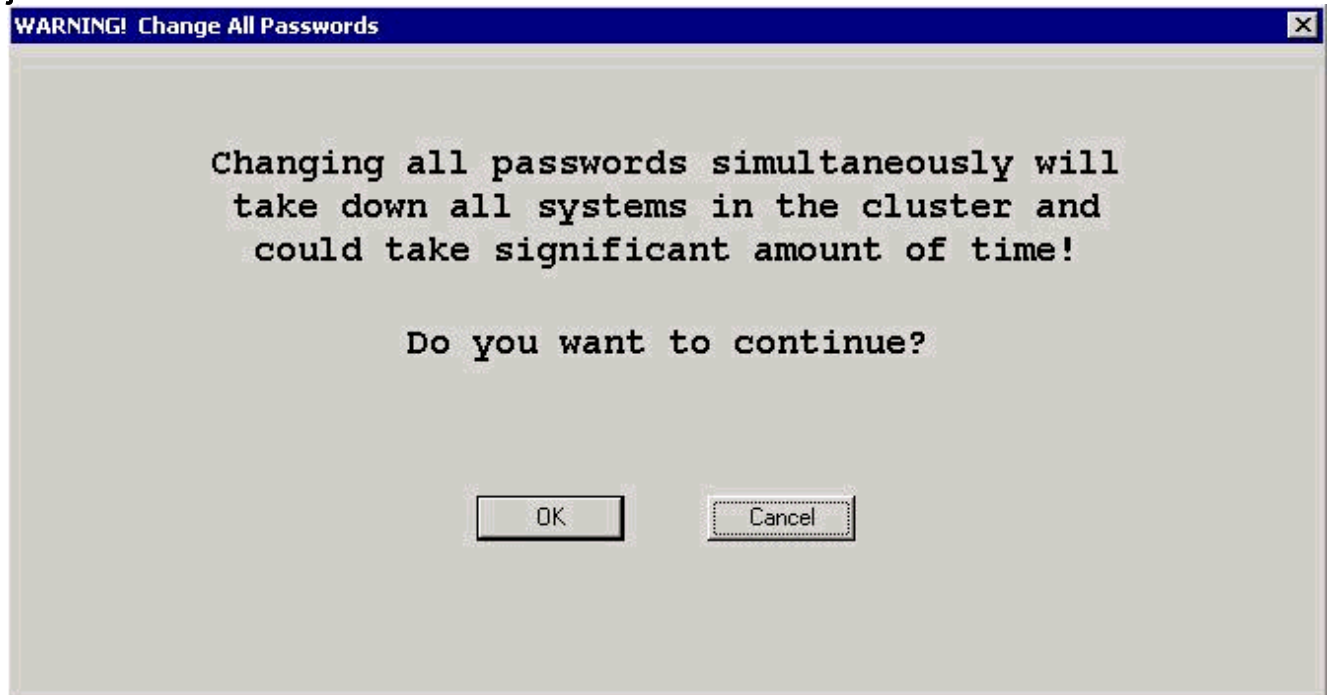 WARNING! Change All Passwords
Changing all passwords simultaneously will
take down all systems in the cluster and
could take significant amount of time!
Do you want to continue?
OK
Cancel